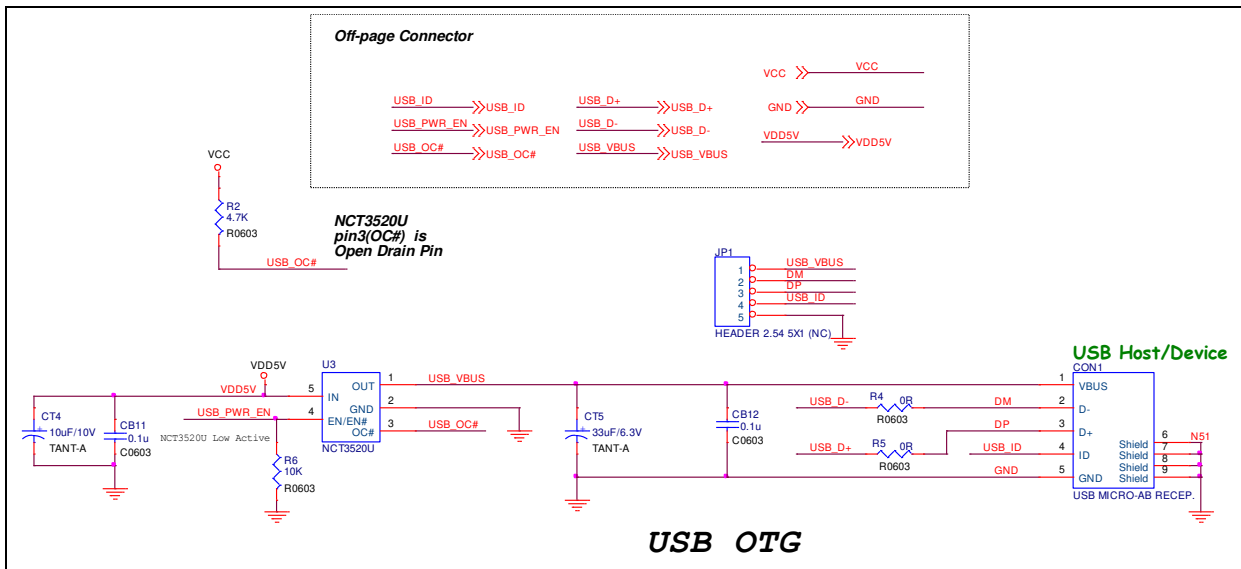 Off-page Connector
VCC VCC
USB_ID USB_ID USB_D+ USB_D+
GND GND
USB_PWR_EN USB_PWR_EN USB_D- USB_D-
USB_OC# USB_OC# USB_VBUS USB_VBUS
VDD5V VDD5V
VCC
R2
4.7K
R0603
USB_OC#
NCT3520U
pin3(OC#) is
Open Drain Pin
JP1
1 USB_VBUS
2 DM
3 DP
4 USB_ID
5
HEADER 2.54 5X1 (NC)
VDD5V
VDD5V
USB_PWR_EN
NCT3520U Low Active
CT4
10uF/10V
TANT-A
CB11
0.1u
C0603
R6
10K
R0603
U3
5 IN OUT 1 USB_VBUS
GND 2
4 EN/EN#
OC# 3 USB_OC#
NCT3520U
CT5
33uF/6.3V
TANT-A
CB12
0.1u
C0603
USB_D- R4 0R DM
R0603
DP
USB_D+ R5 0R
R0603
USB_ID
GND
USB Host/Device
CON1
1 VBUS
2 D-
3 D+
4 ID
5 GND
Shield 6 N51
Shield 7
Shield 8
Shield 9
USB MICRO-AB RECEP.
USB OTG